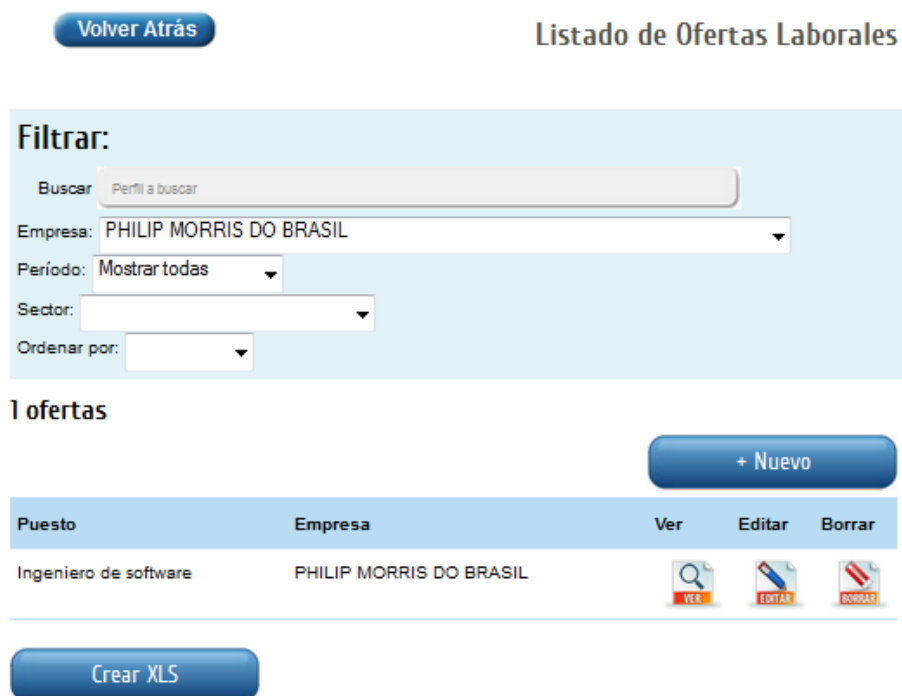 Volver Atrás
Listado de Ofertas Laborales
Filtrar:
Buscar Perfil a buscar
Empresa: PHILIP MORRIS DO BRASIL
Período: Mostrar todas
Sector:
Ordenar por:
1 ofertas
+ Nuevo
Puesto Empresa Ver Editar Borrar
Ingeniero de software PHILIP MORRIS DO BRASIL VER EDITAR BORRAR
Crear XLS